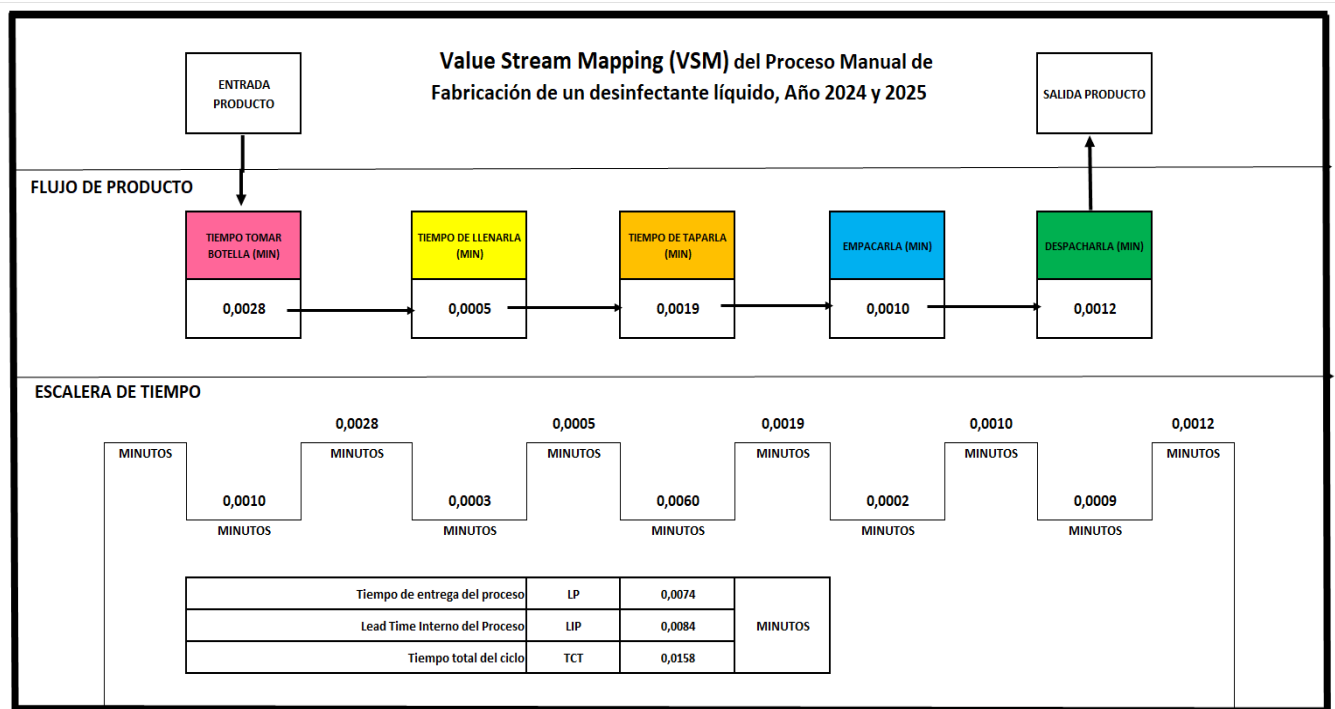 Value Stream Mapping (VSM) del Proceso Manual de
Fabricación de un desinfectante líquido, Año 2024 y 2025
ENTRADA
PRODUCTO
SALIDA PRODUCTO
FLUJO DE PRODUCTO
TIEMPO TOMAR
BOTELLA (MIN)
TIEMPO DE LLENARLA
(MIN)
TIEMPO DE TAPARLA
(MIN)
EMPACARLA (MIN)
DESPACHARLA (MIN)
0,0028
0,0005
0,0019
0,0010
0,0012
ESCALERA DE TIEMPO
0,0028
0,0005
0,0019
0,0010
0,0012
MINUTOS
MINUTOS
MINUTOS
MINUTOS
MINUTOS
MINUTOS
0,0010
0,0003
0,0060
0,0002
0,0009
MINUTOS
MINUTOS
MINUTOS
MINUTOS
MINUTOS
Tiempo de entrega del proceso LP 0,0074
Lead Time Interno del Proceso LIP 0,0084 MINUTOS
Tiempo total del ciclo TCT 0,0158